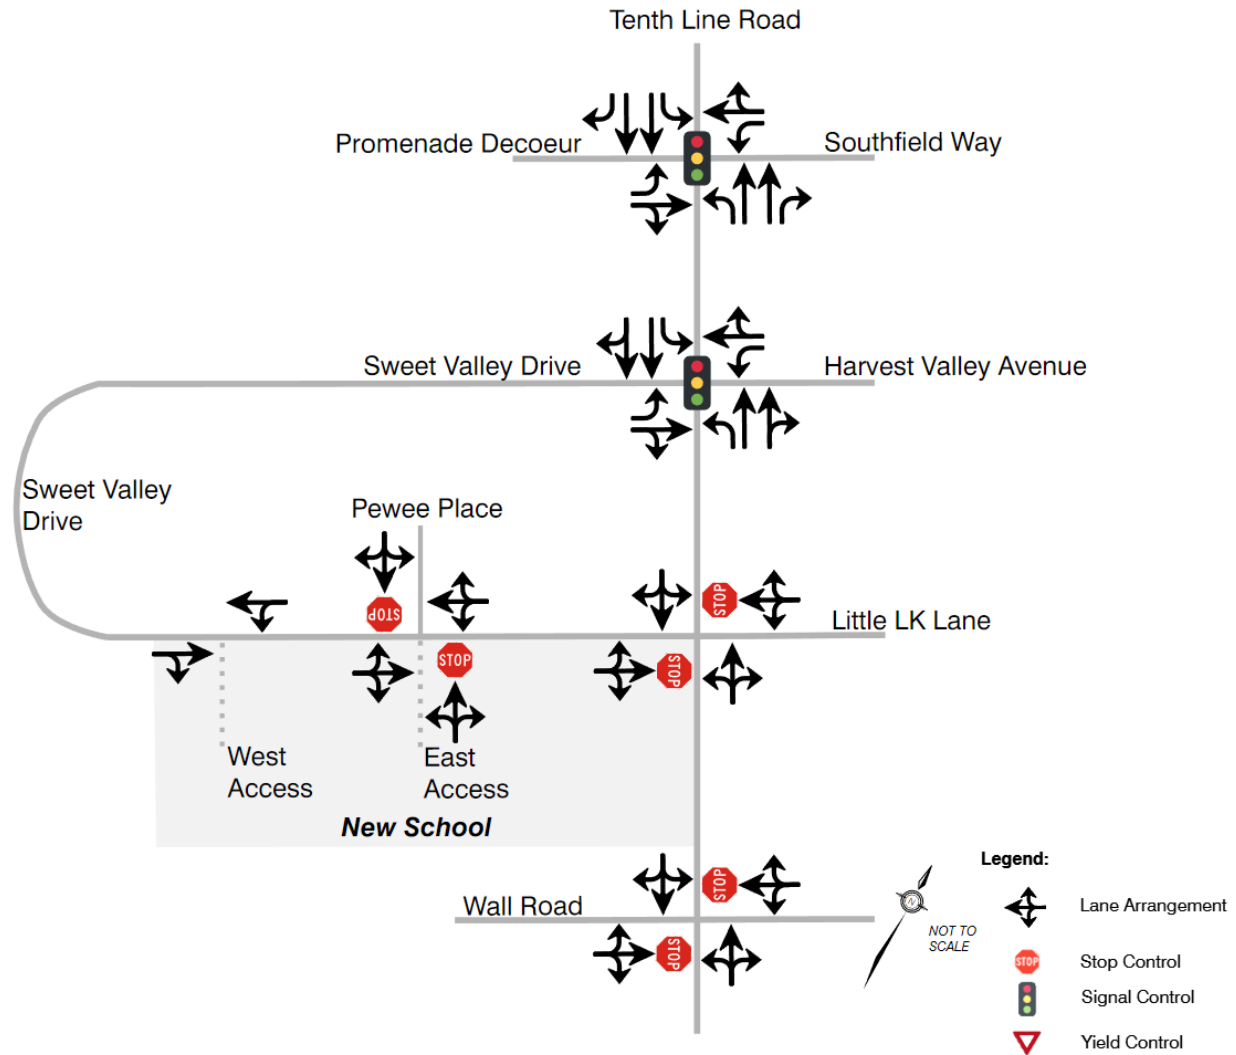 Tenth Line Road
Promenade Decoeur
Southfield Way
Sweet Valley Drive
Harvest Valley Avenue
Sweet Valley
Drive
Pewee Place
STOP
STOP
Little LK Lane
STOP
STOP
West
Access
East
Access
New School
STOP
Wall Road
STOP
N
NOT TO
SCALE
Legend:
Lane Arrangement
STOP
Stop Control
Signal Control
Yield Control